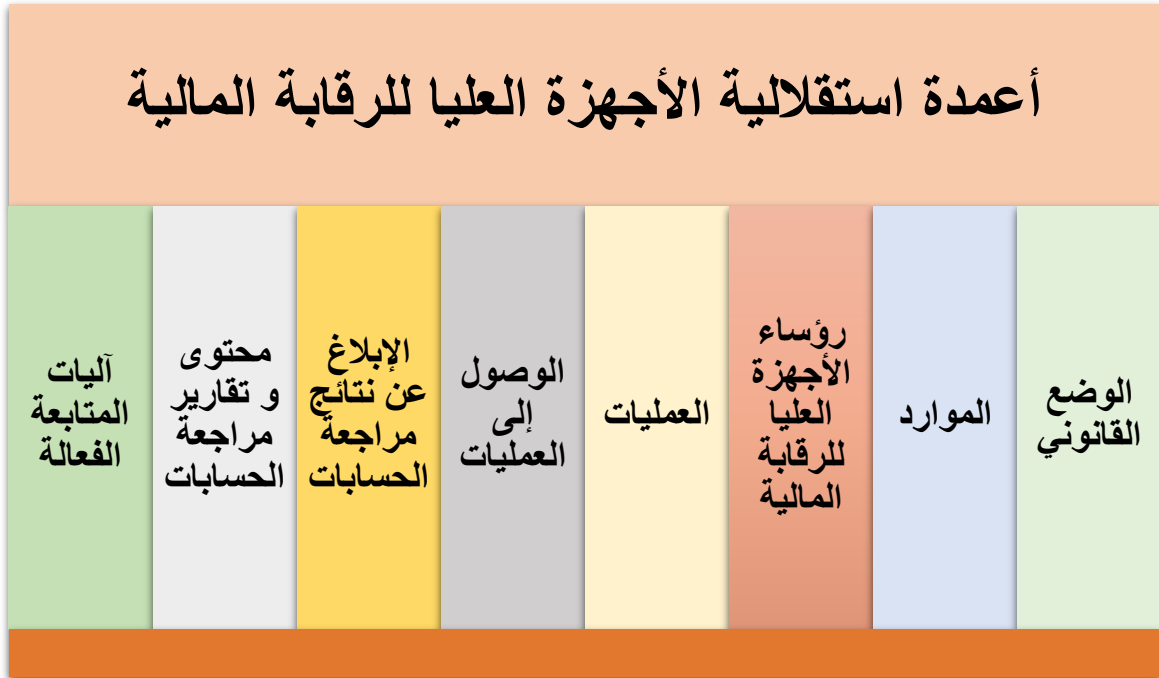 أعمدة استقلالية الأجهزة العليا للرقابة المالية
الوضع
القانوني
الموارد
رؤساء
الأجهزة
العليا
للرقابة
المالية
العمليات
الوصول
إلى
العمليات
الإبلاغ
عن نتائج
مراجعة
الحسابات
محتوى
و تقارير
مراجعة
الحسابات
آليات
المتابعة
الفعالة